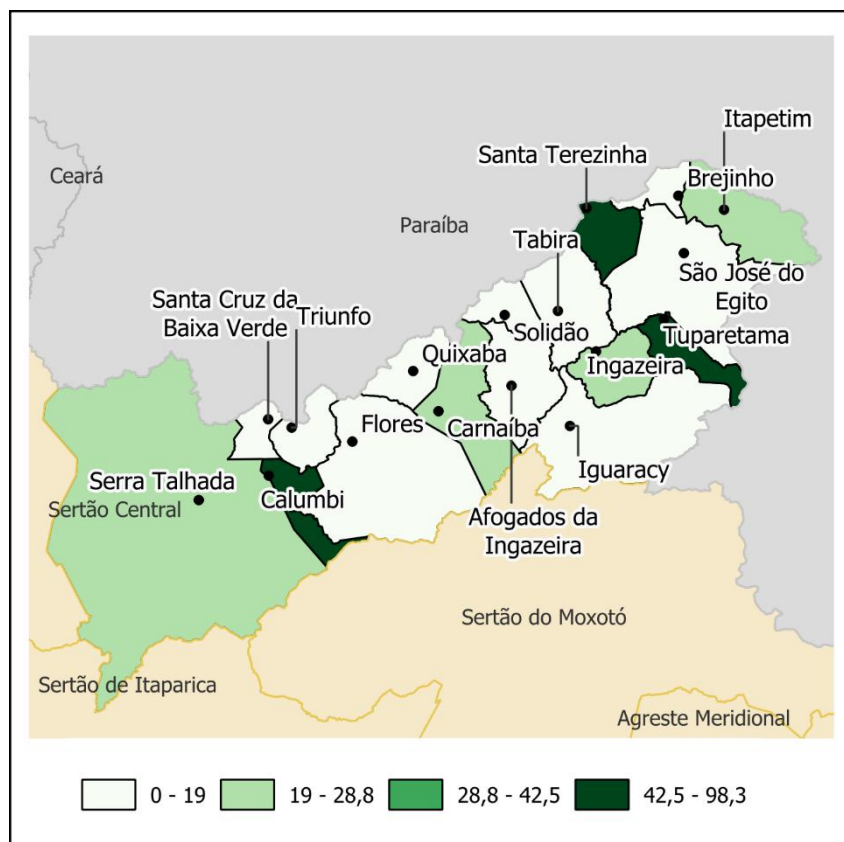 Itapetim
Santa Terezinha
Brejinho
Ceará
Paraíba
Tabira
São José do
Egito
Santa Cruz da
Baixa Verde
Triunfo
Solidão
Tuparetama
Quixaba
Ingazeira
Flores
Carnaíba
Iguaracy
Serra Talhada
Calumbi
Sertão Central
Afogados da
Ingazeira
Sertão do Moxotó
Sertão de Itaparica
Agreste Meridional
0 - 19
19 - 28,8
28,8 - 42,5
42,5 - 98,3